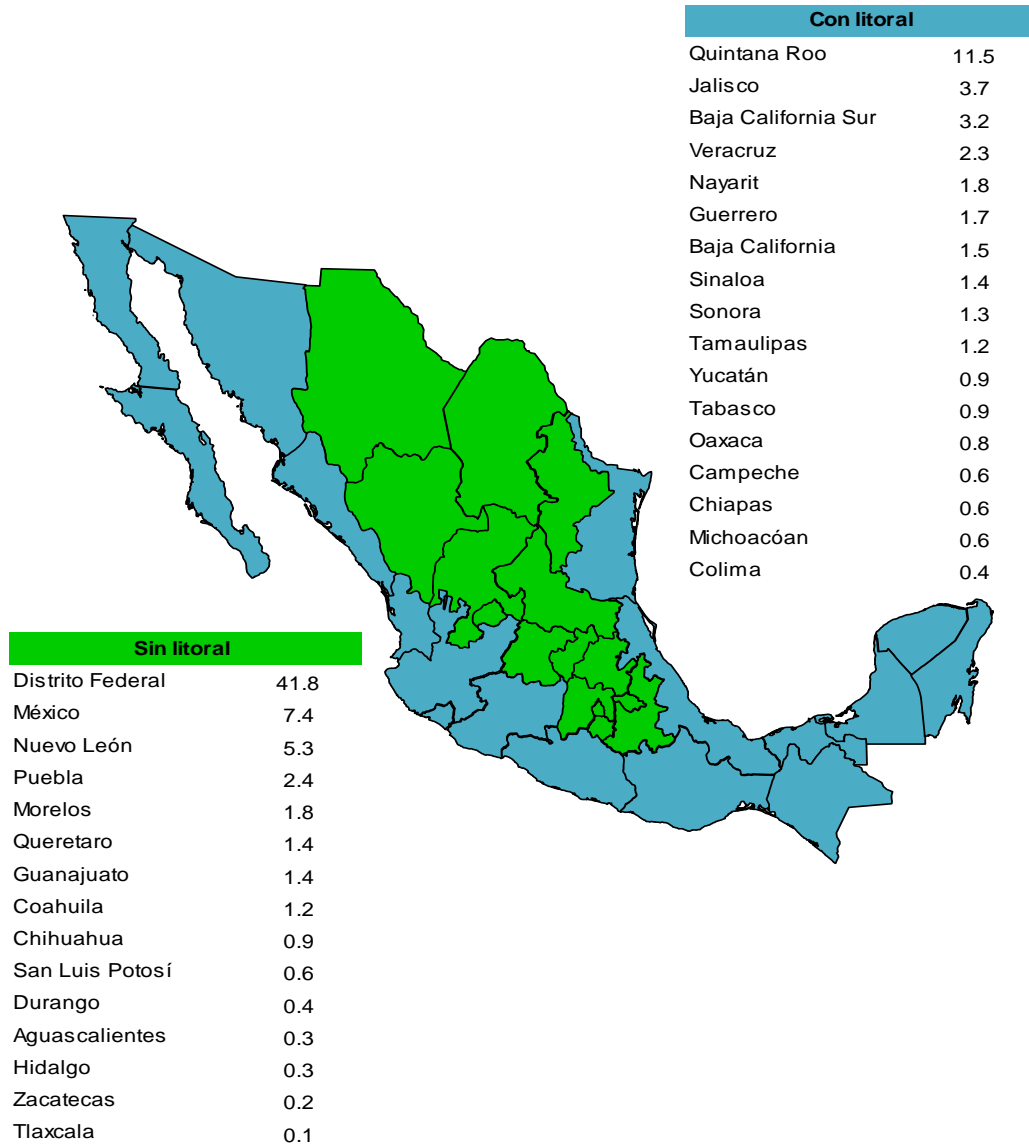 Con litoral
Quintana Roo 11.5
Jalisco 3.7
Baja California Sur 3.2
Veracruz 2.3
Nayarit 1.8
Guerrero 1.7
Baja California 1.5
Sinaloa 1.4
Sonora 1.3
Tamaulipas 1.2
Yucatán 0.9
Tabasco 0.9
Oaxaca 0.8
Campeche 0.6
Chiapas 0.6
Michoacóan 0.6
Colima 0.4
Sin litoral
Distrito Federal 41.8
México 7.4
Nuevo León 5.3
Puebla 2.4
Morelos 1.8
Queretaro 1.4
Guanajuato 1.4
Coahuila 1.2
Chihuahua 0.9
San Luis Potosí 0.6
Durango 0.4
Aguascalientes 0.3
Hidalgo 0.3
Zacatecas 0.2
Tlaxcala 0.1